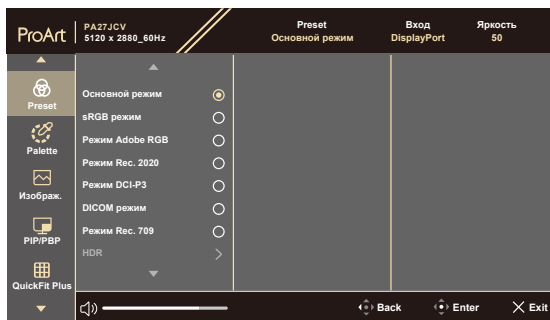 ProArt
PA27JCV
5120 x 2880_60Hz
Preset
Основной режим
Вход
DisplayPort
Яркость
50
Preset
Palette
Изображ.
PIP/PBP
QuickFit Plus
Основной режим
sRGB режим
Режим Adobe RGB
Режим Rec. 2020
Режим DCI-P3
DICOM режим
Режим Rec. 709
HDR
Back
Enter
Exit